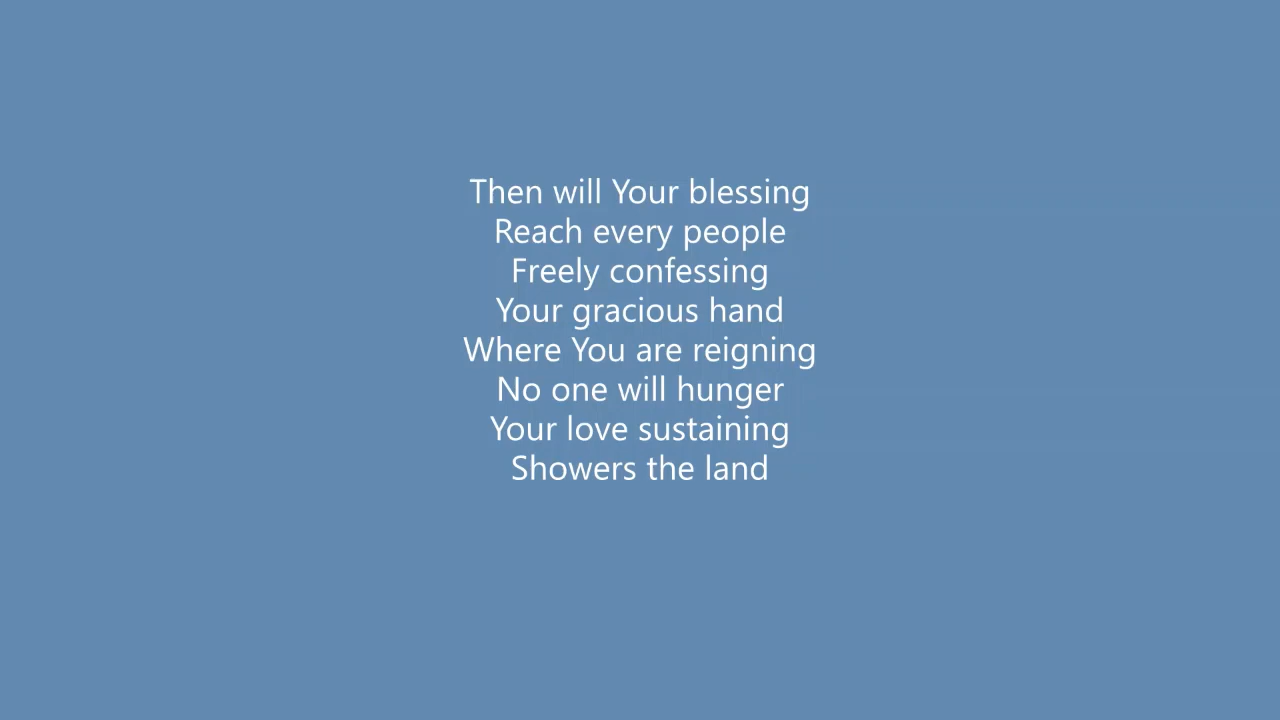 Then will Your blessing
Reach every people
Freely confessing
Your gracious hand
Where You are reigning
No one will hunger
Your love sustaining
Showers the land